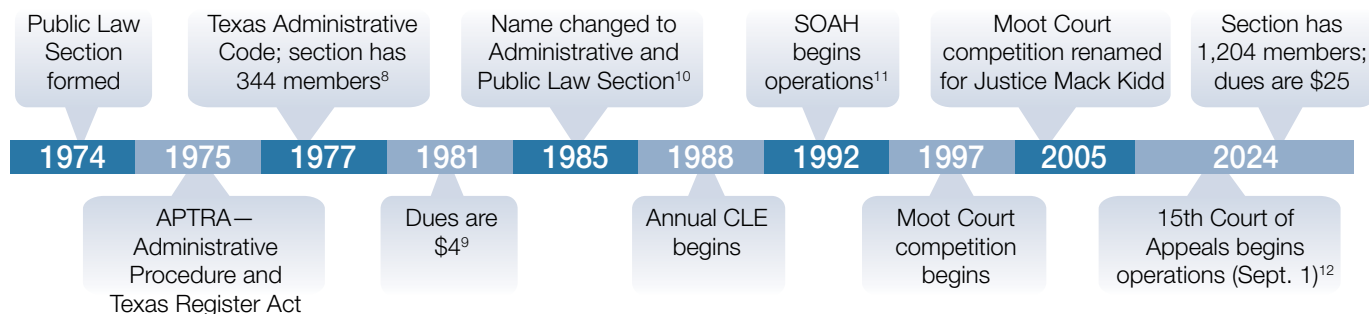 Public Law
Section
formed
Texas Administrative
Code; section has
344 members⁸
Name changed to
Administrative and
Public Law Section¹⁰
SOAH
begins
operations¹¹
Moot Court
competition renamed
for Justice Mack Kidd
Section has
1,204 members;
dues are $25
1974 1975 1977 1981 1985 1988 1992 1997 2005 2024
APTRA—
Administrative
Procedure and
Texas Register Act
Dues are
$4⁹
Annual CLE
begins
Moot Court
competition
begins
15th Court of
Appeals begins
operations (Sept. 1)¹²